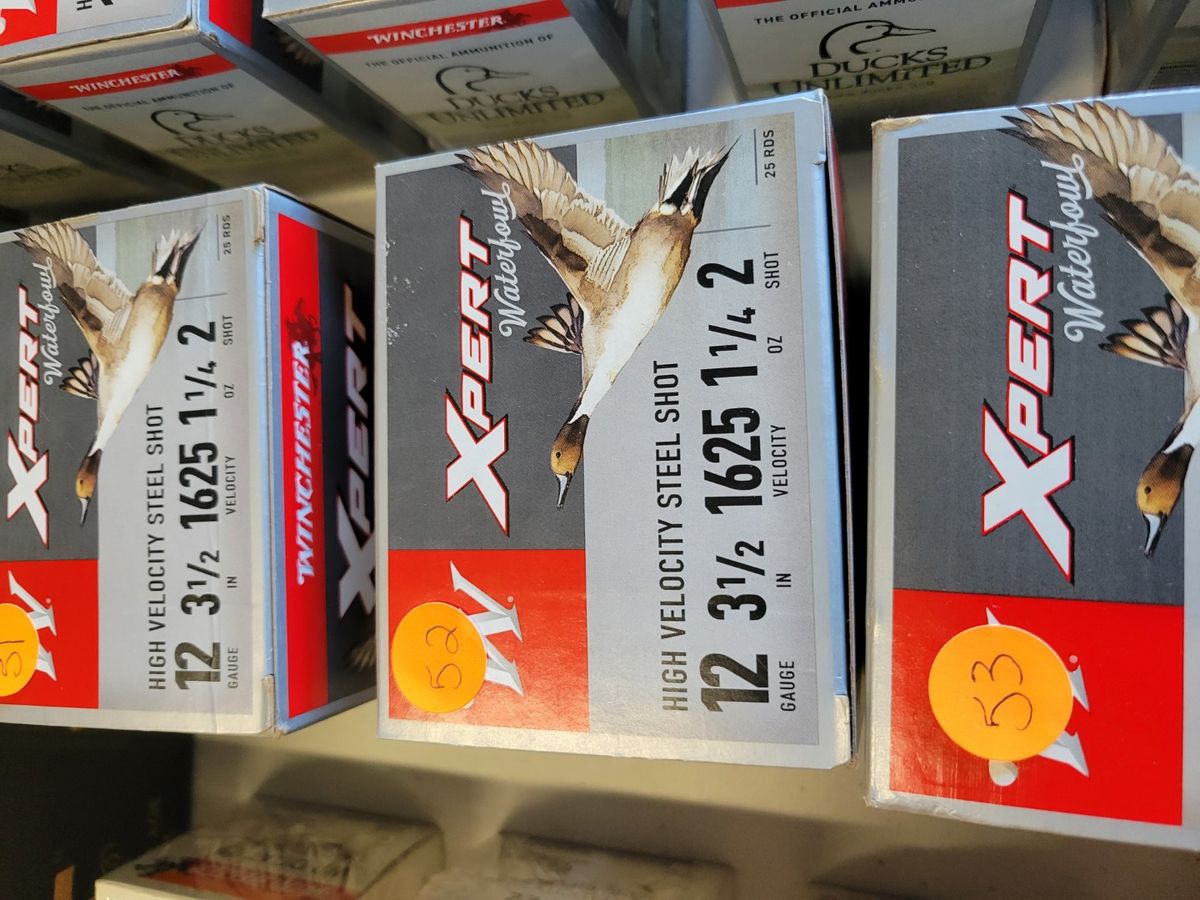 WINCHESTER
THE OFFICIAL AMMUNITION OF
DUCKS
UNLIMITED
WINCHESTER
THE OFFICIAL AMMUNITION OF
DUCKS
UNLIMITED
THE OFFICIAL
DUCKS
UNLIMITED
XPERT
Waterfowl
25 RDS
HIGH VELOCITY STEEL SHOT
12 3 1/2 1625 1 1/4 2
GAUGE IN VELOCITY OZ SHOT
W.
51
WINCHESTER
XPERT
XPERT
Waterfowl
25 RDS
HIGH VELOCITY STEEL SHOT
12 3 1/2 1625 1 1/4 2
GAUGE IN VELOCITY OZ SHOT
W.
52
XPERT
Waterfowl
53